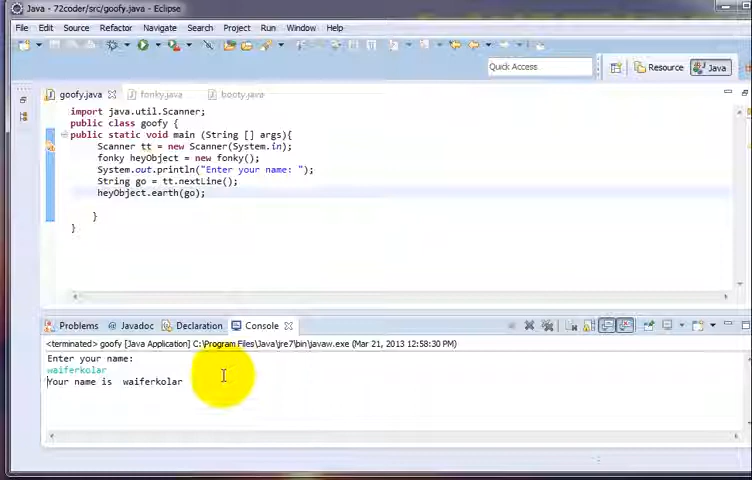 Java - 72coder/src/goofy.java - Eclipse
File Edit Source Refactor Navigate Search Project Run Window Help
Quick Access
Resource
Java
goofy.java
fonky.java
booty.java
import java.util.Scanner;
public class goofy {
public static void main (String [] args){
Scanner tt = new Scanner(System.in);
fonky heyObject = new fonky();
System.out.println("Enter your name: ");
String go = tt.nextLine();
heyObject.earth(go);
}
}
Problems @ Javadoc Declaration Console
<terminated> goofy [Java Application] C:\Program Files\Java\jre7\bin\javaw.exe (Mar 21, 2013 12:58:30 PM)
Enter your name:
waiferkolar
Your name is  waiferkolar